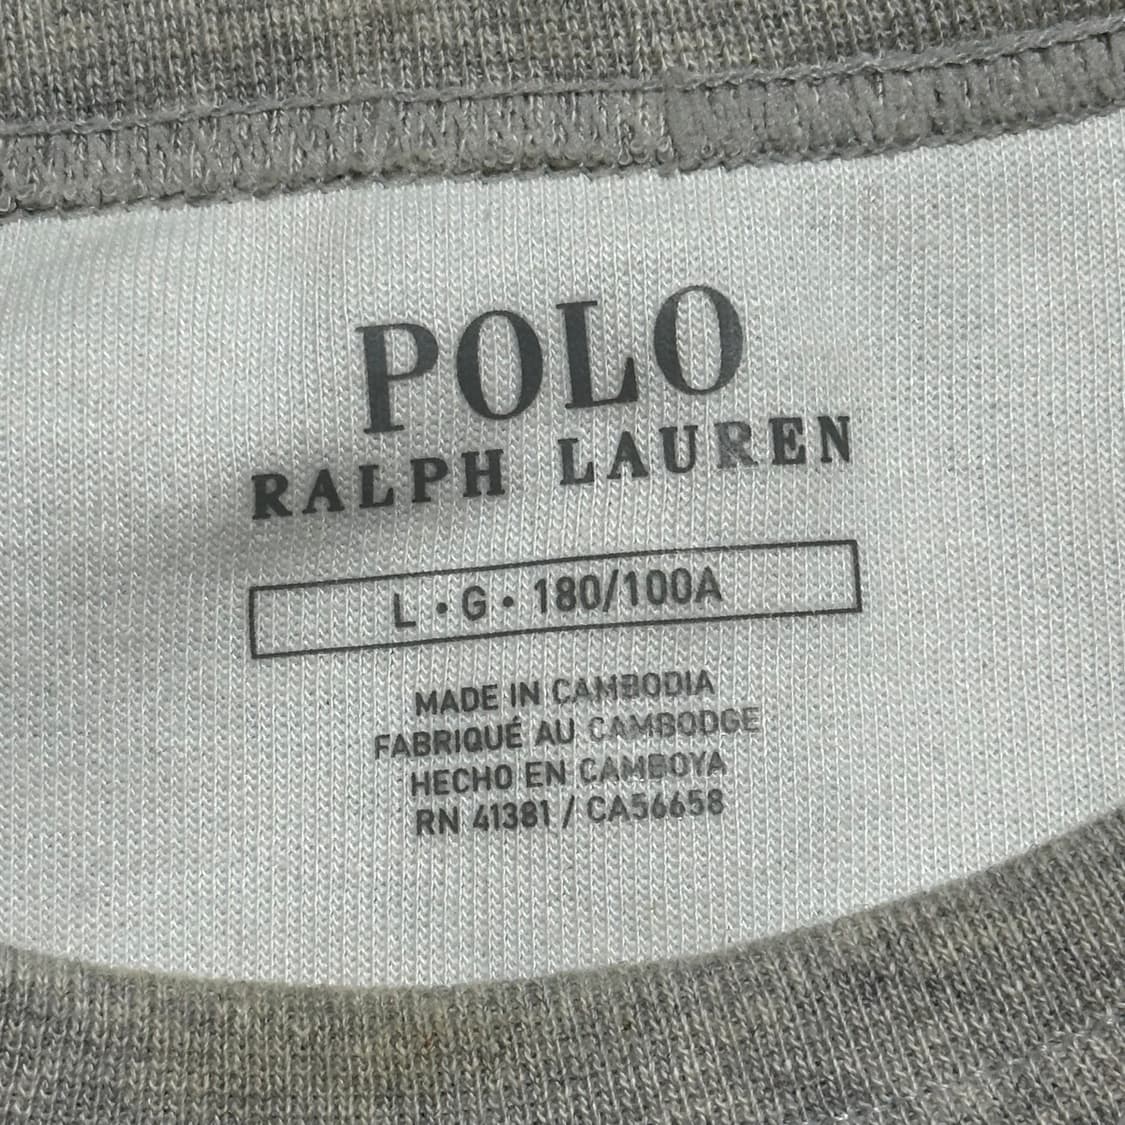 POLO
RALPH LAUREN
L • G • 180/100A
MADE IN CAMBODIA
FABRIQUÉ AU CAMBODGE
HECHO EN CAMBOYA
RN 41381 / CA56658